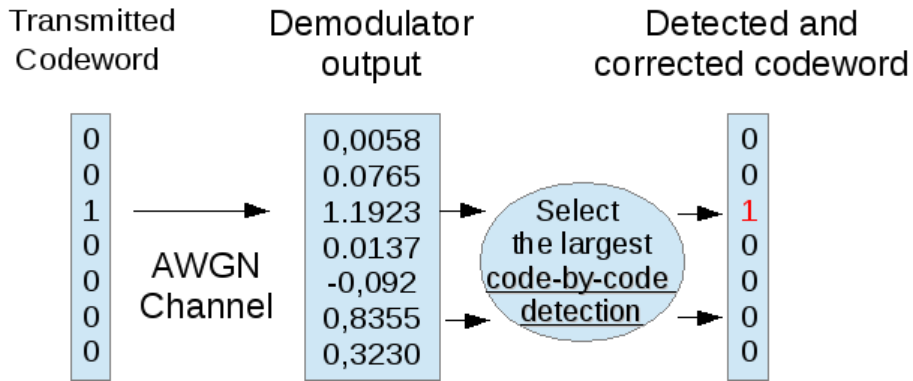 Transmitted
Codeword
Demodulator
output
Detected and
corrected codeword
0
0
1
0
0
0
0
AWGN
Channel
0,0058
0.0765
1.1923
0.0137
-0,092
0,8355
0,3230
Select
the largest
code-by-code
detection
0
0
1
0
0
0
0